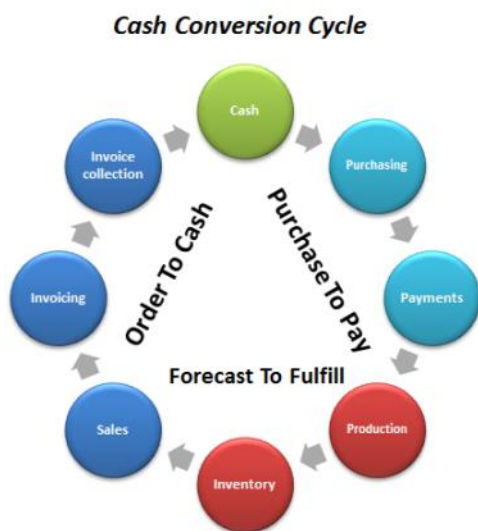 Cash Conversion Cycle
Cash
Purchasing
Payments
Production
Inventory
Sales
Invoicing
Invoice
collection
Order To Cash
Purchase To Pay
Forecast To Fulfill